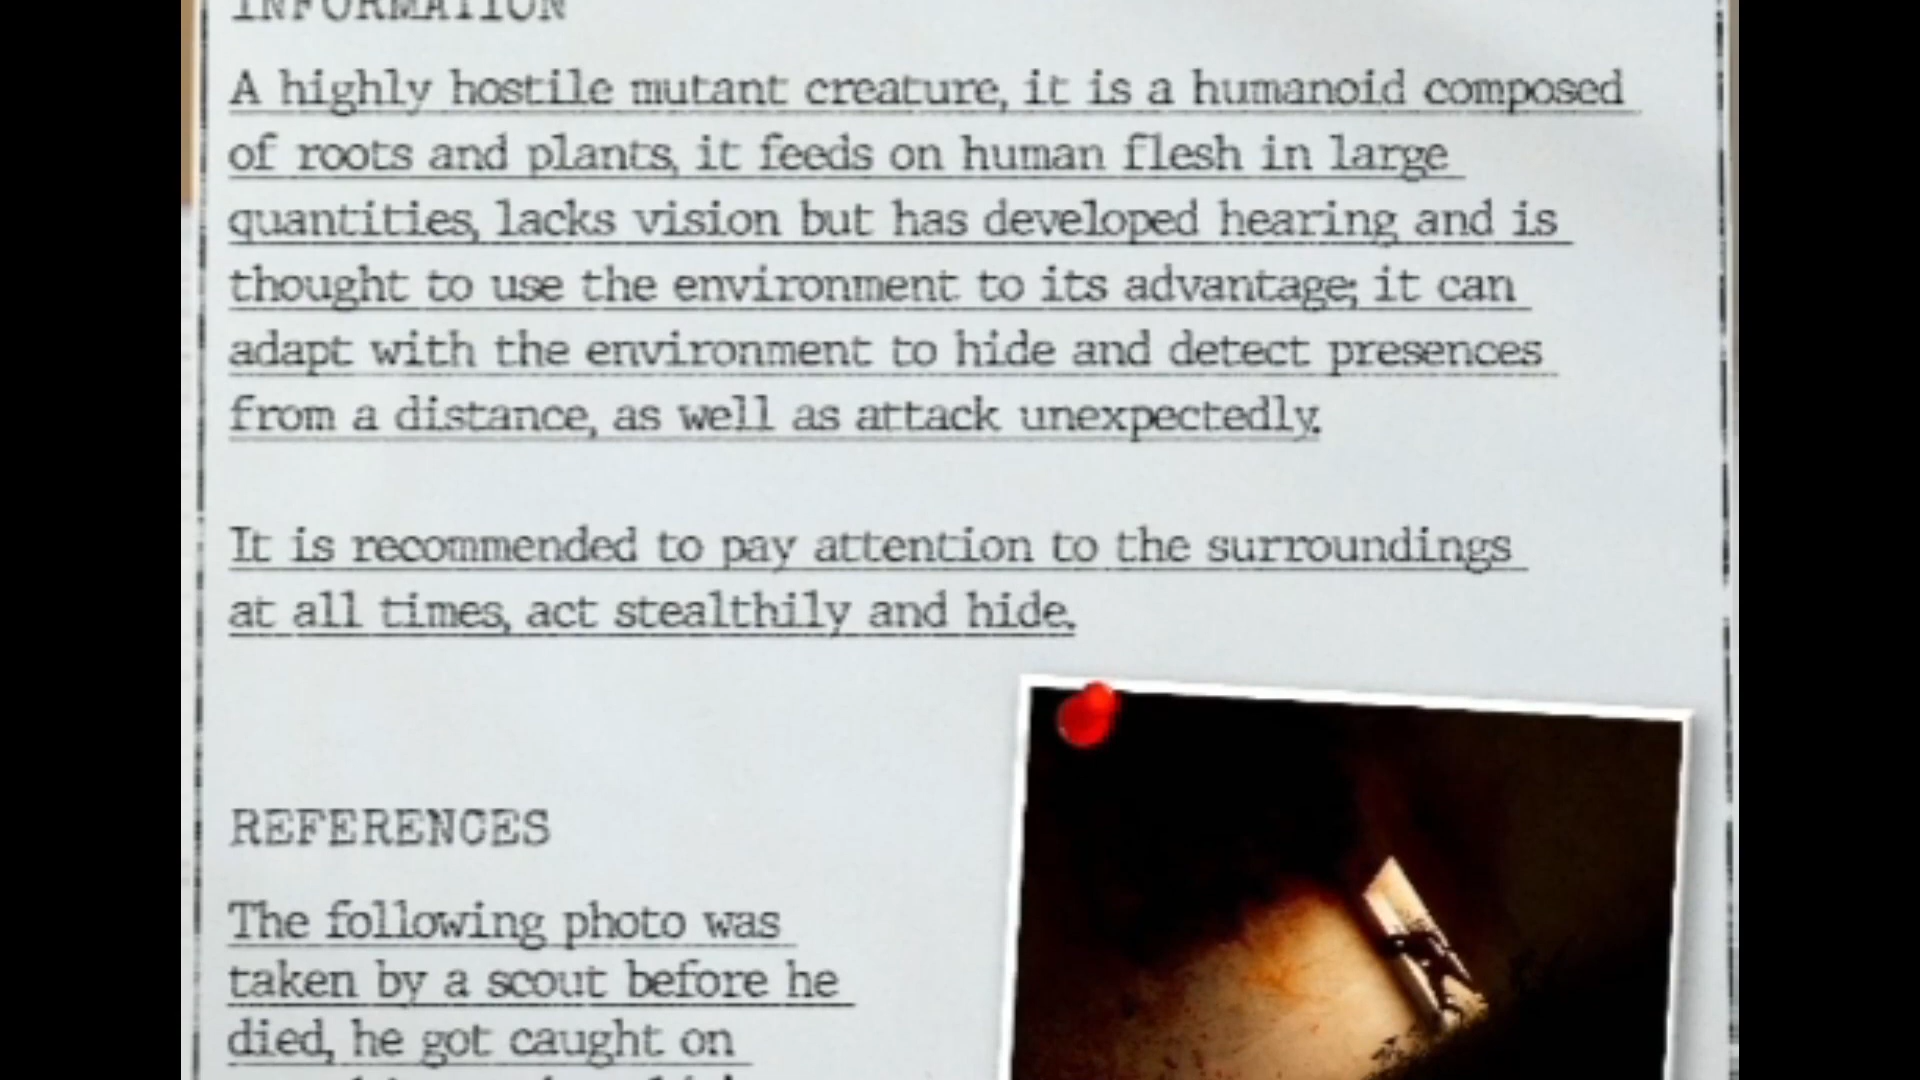 INFORMATION
A highly hostile mutant creature, it is a humanoid composed
of roots and plants, it feeds on human flesh in large
quantities, lacks vision but has developed hearing and is
thought to use the environment to its advantage; it can
adapt with the environment to hide and detect presences
from a distance, as well as attack unexpectedly.
It is recommended to pay attention to the surroundings
at all times, act stealthily and hide.
REFERENCES
The following photo was
taken by a scout before he
died, he got caught on